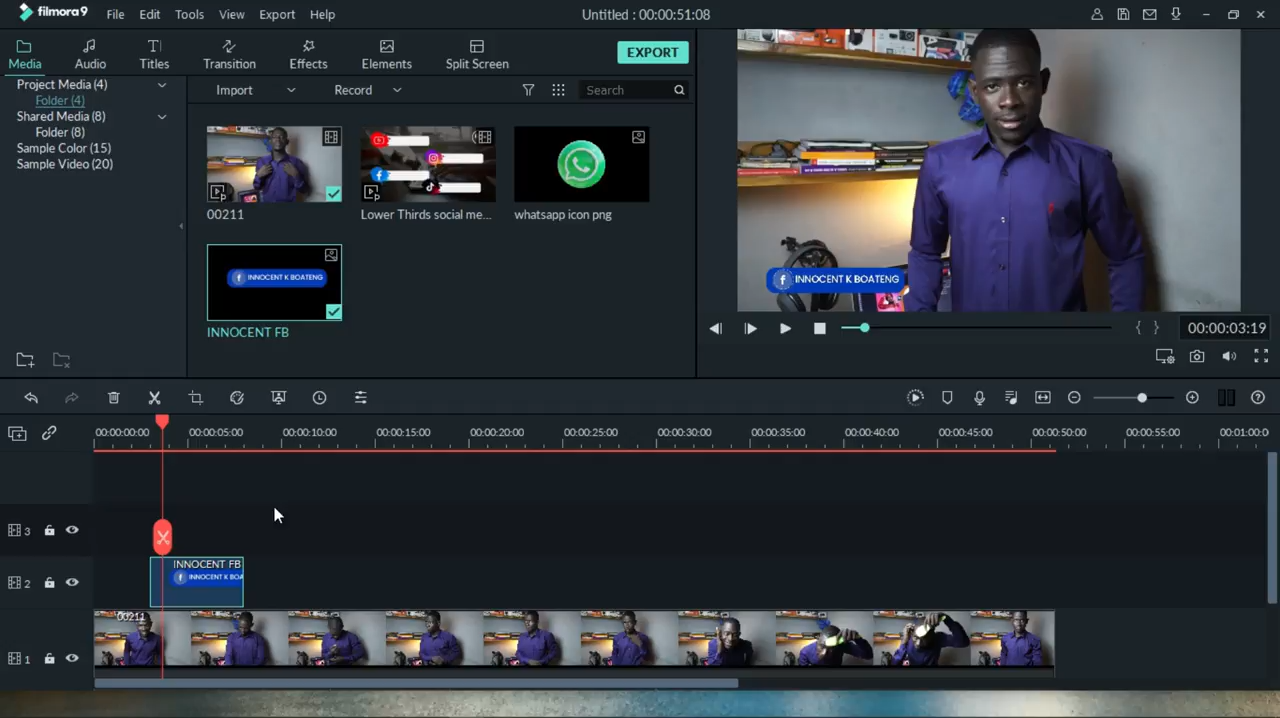 filmora9 File Edit Tools View Export Help Untitled : 00:00:51:08
Media Audio Titles Transition Effects Elements Split Screen EXPORT
Project Media (4)
Folder (4)
Shared Media (8)
Folder (8)
Sample Color (15)
Sample Video (20)
Import Record Search
00211
Lower Thirds social me...
whatsapp icon png
f INNOCENT K BOATENG
INNOCENT FB
f INNOCENT K BOATENG
{ } 00:00:03:19
00:00:00:00 00:00:05:00 00:00:10:00 00:00:15:00 00:00:20:00 00:00:25:00 00:00:30:00 00:00:35:00 00:00:40:00 00:00:45:00 00:00:50:00 00:00:55:00 00:01:00:0
3
INNOCENT FB
f INNOCENT K BOA
2
00211
1